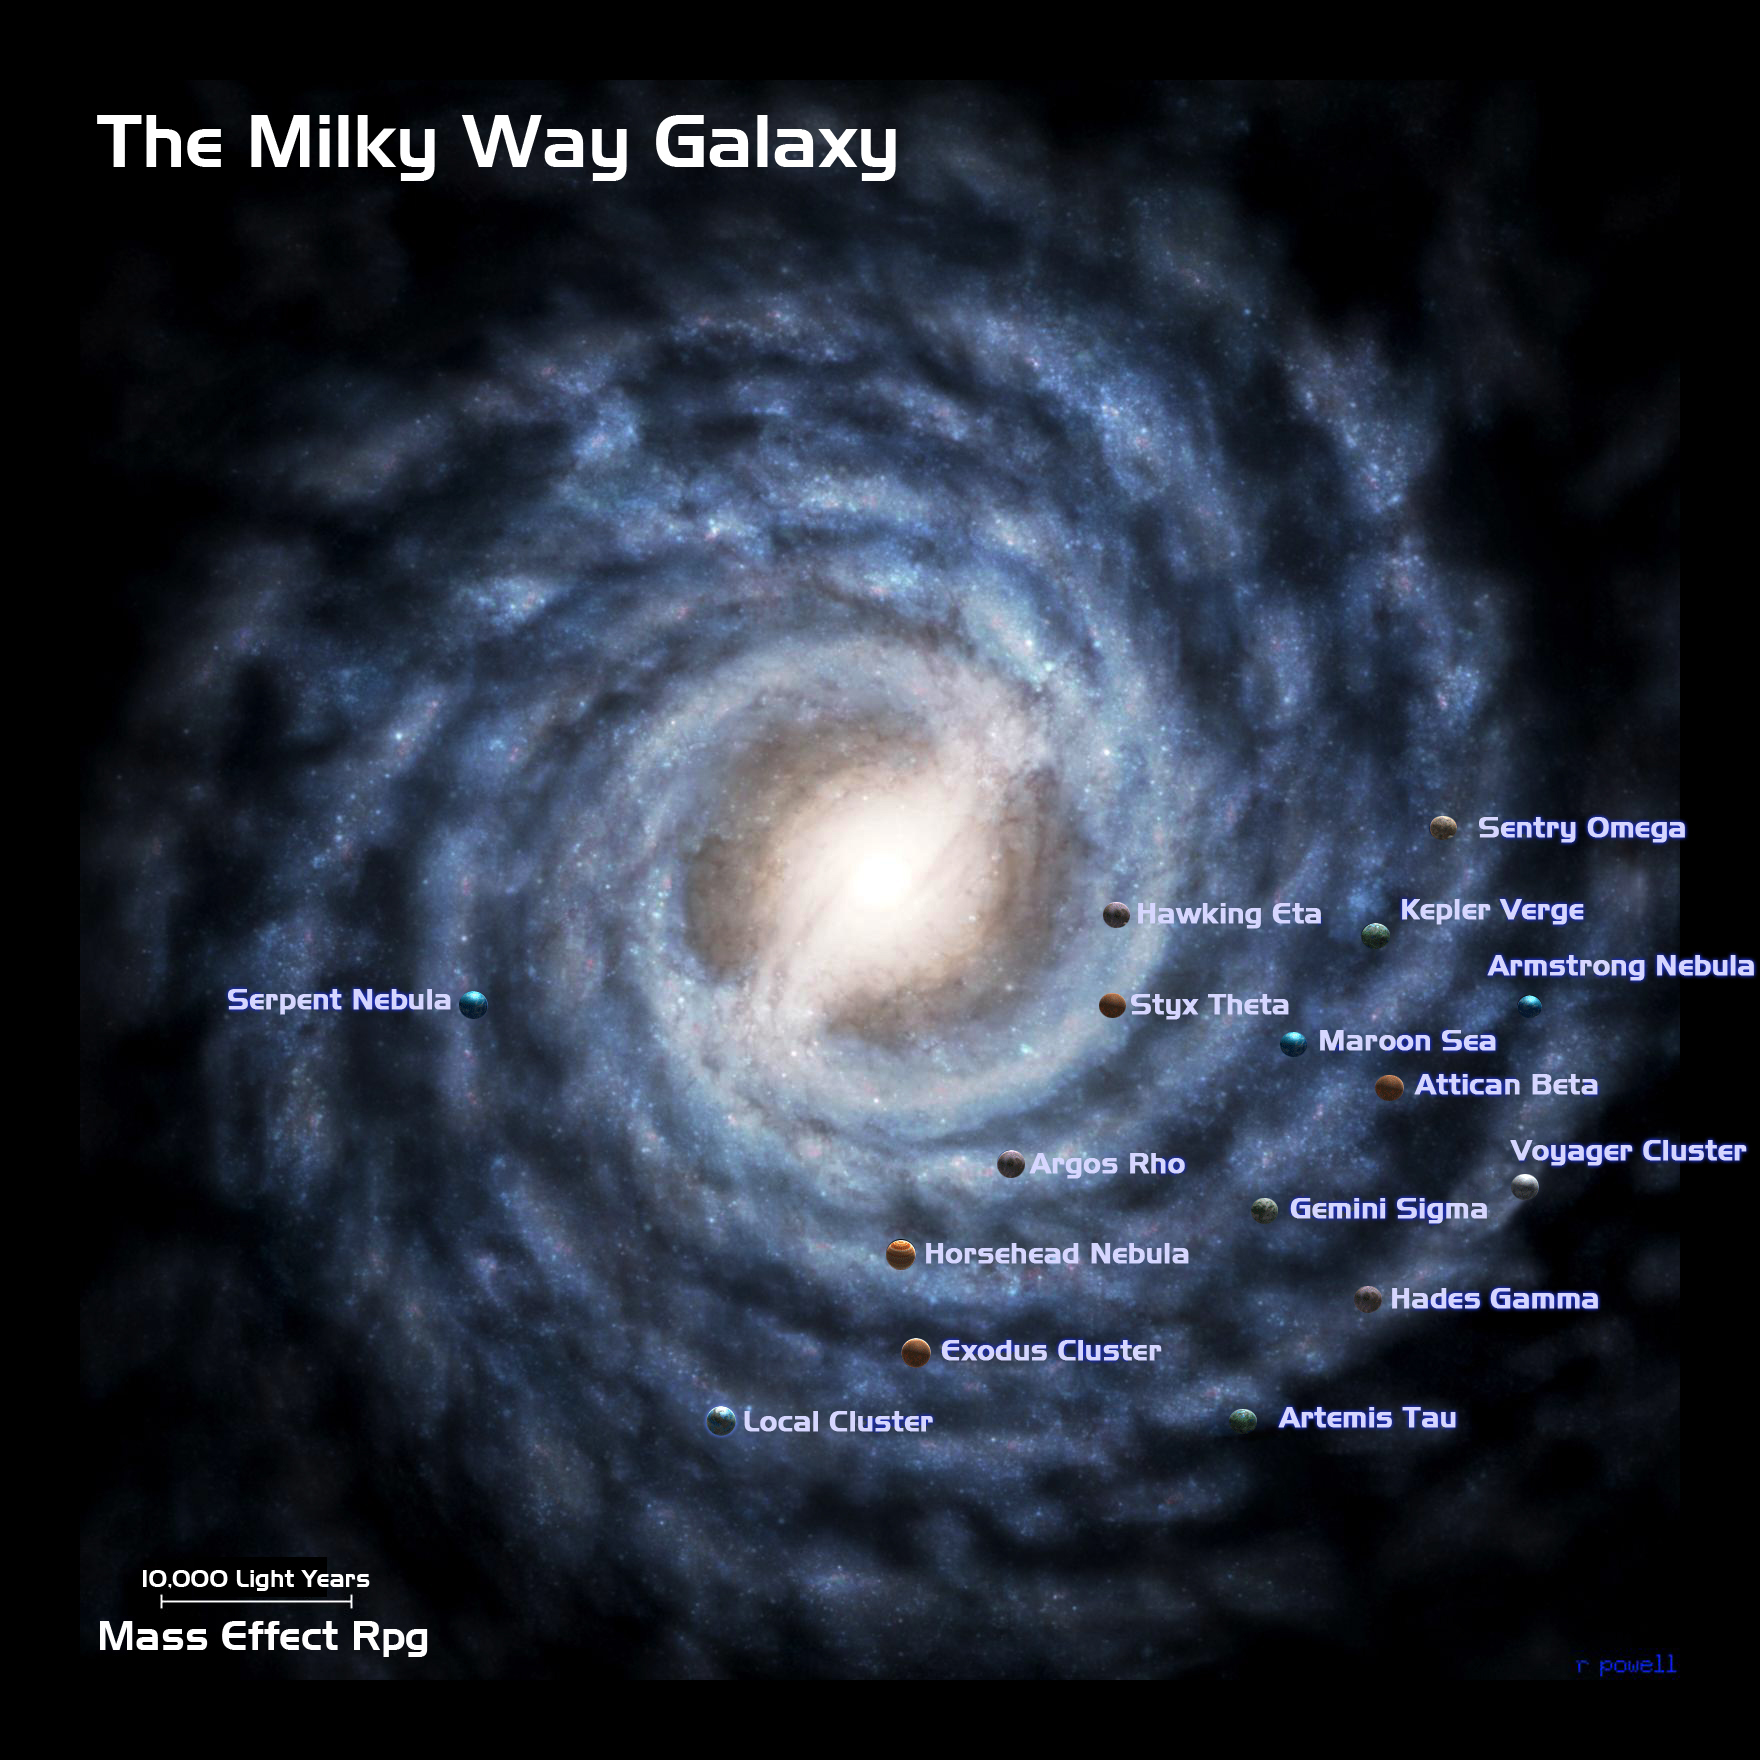 The Milky Way Galaxy
Sentry Omega
Hawking Eta
Kepler Verge
Armstrong Nebula
Serpent Nebula
Styx Theta
Maroon Sea
Attican Beta
Voyager Cluster
Argos Rho
Gemini Sigma
Horsehead Nebula
Hades Gamma
Exodus Cluster
Local Cluster
Artemis Tau
10,000 Light Years
Mass Effect Rpg
r powell